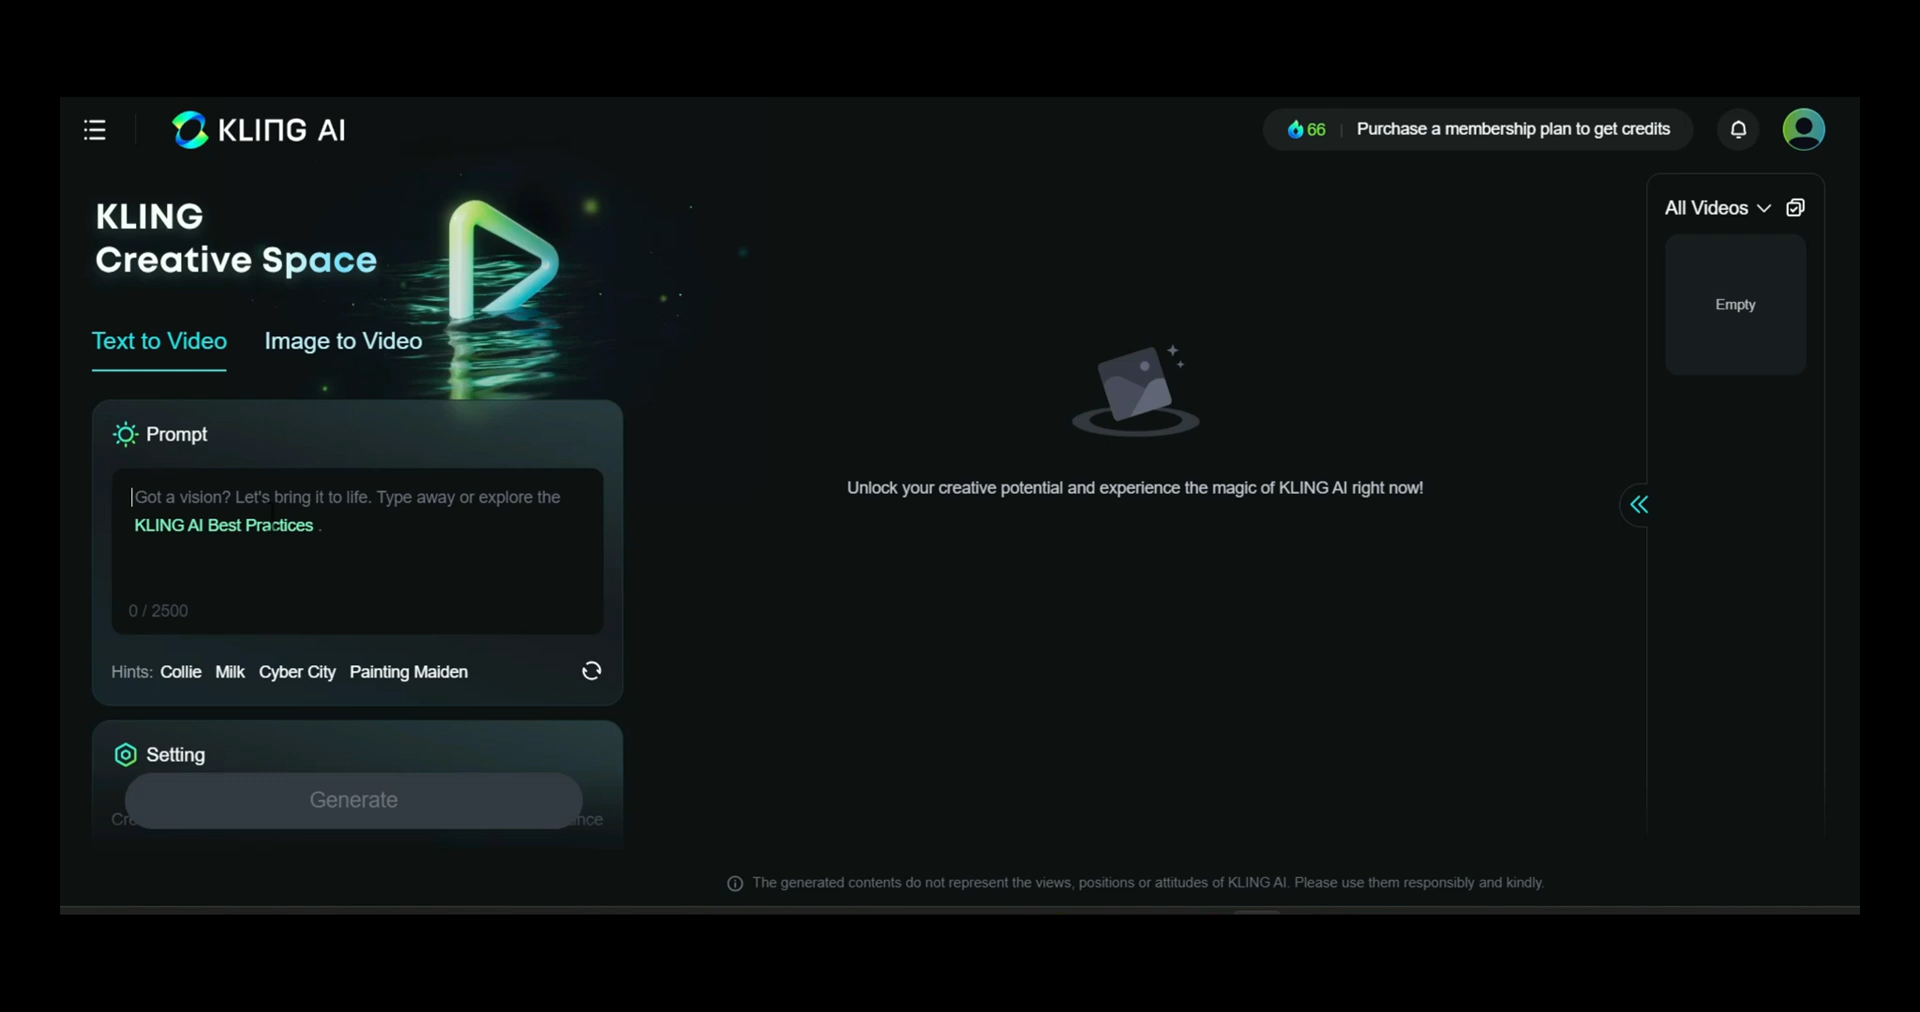 KLING AI
66 | Purchase a membership plan to get credits
KLING
Creative Space
Text to Video
Image to Video
Prompt
Got a vision? Let's bring it to life. Type away or explore the
KLING AI Best Practices .
0 / 2500
Hints: Collie Milk Cyber City Painting Maiden
Setting
Generate
Unlock your creative potential and experience the magic of KLING AI right now!
All Videos
Empty
The generated contents do not represent the views, positions or attitudes of KLING AI. Please use them responsibly and kindly.